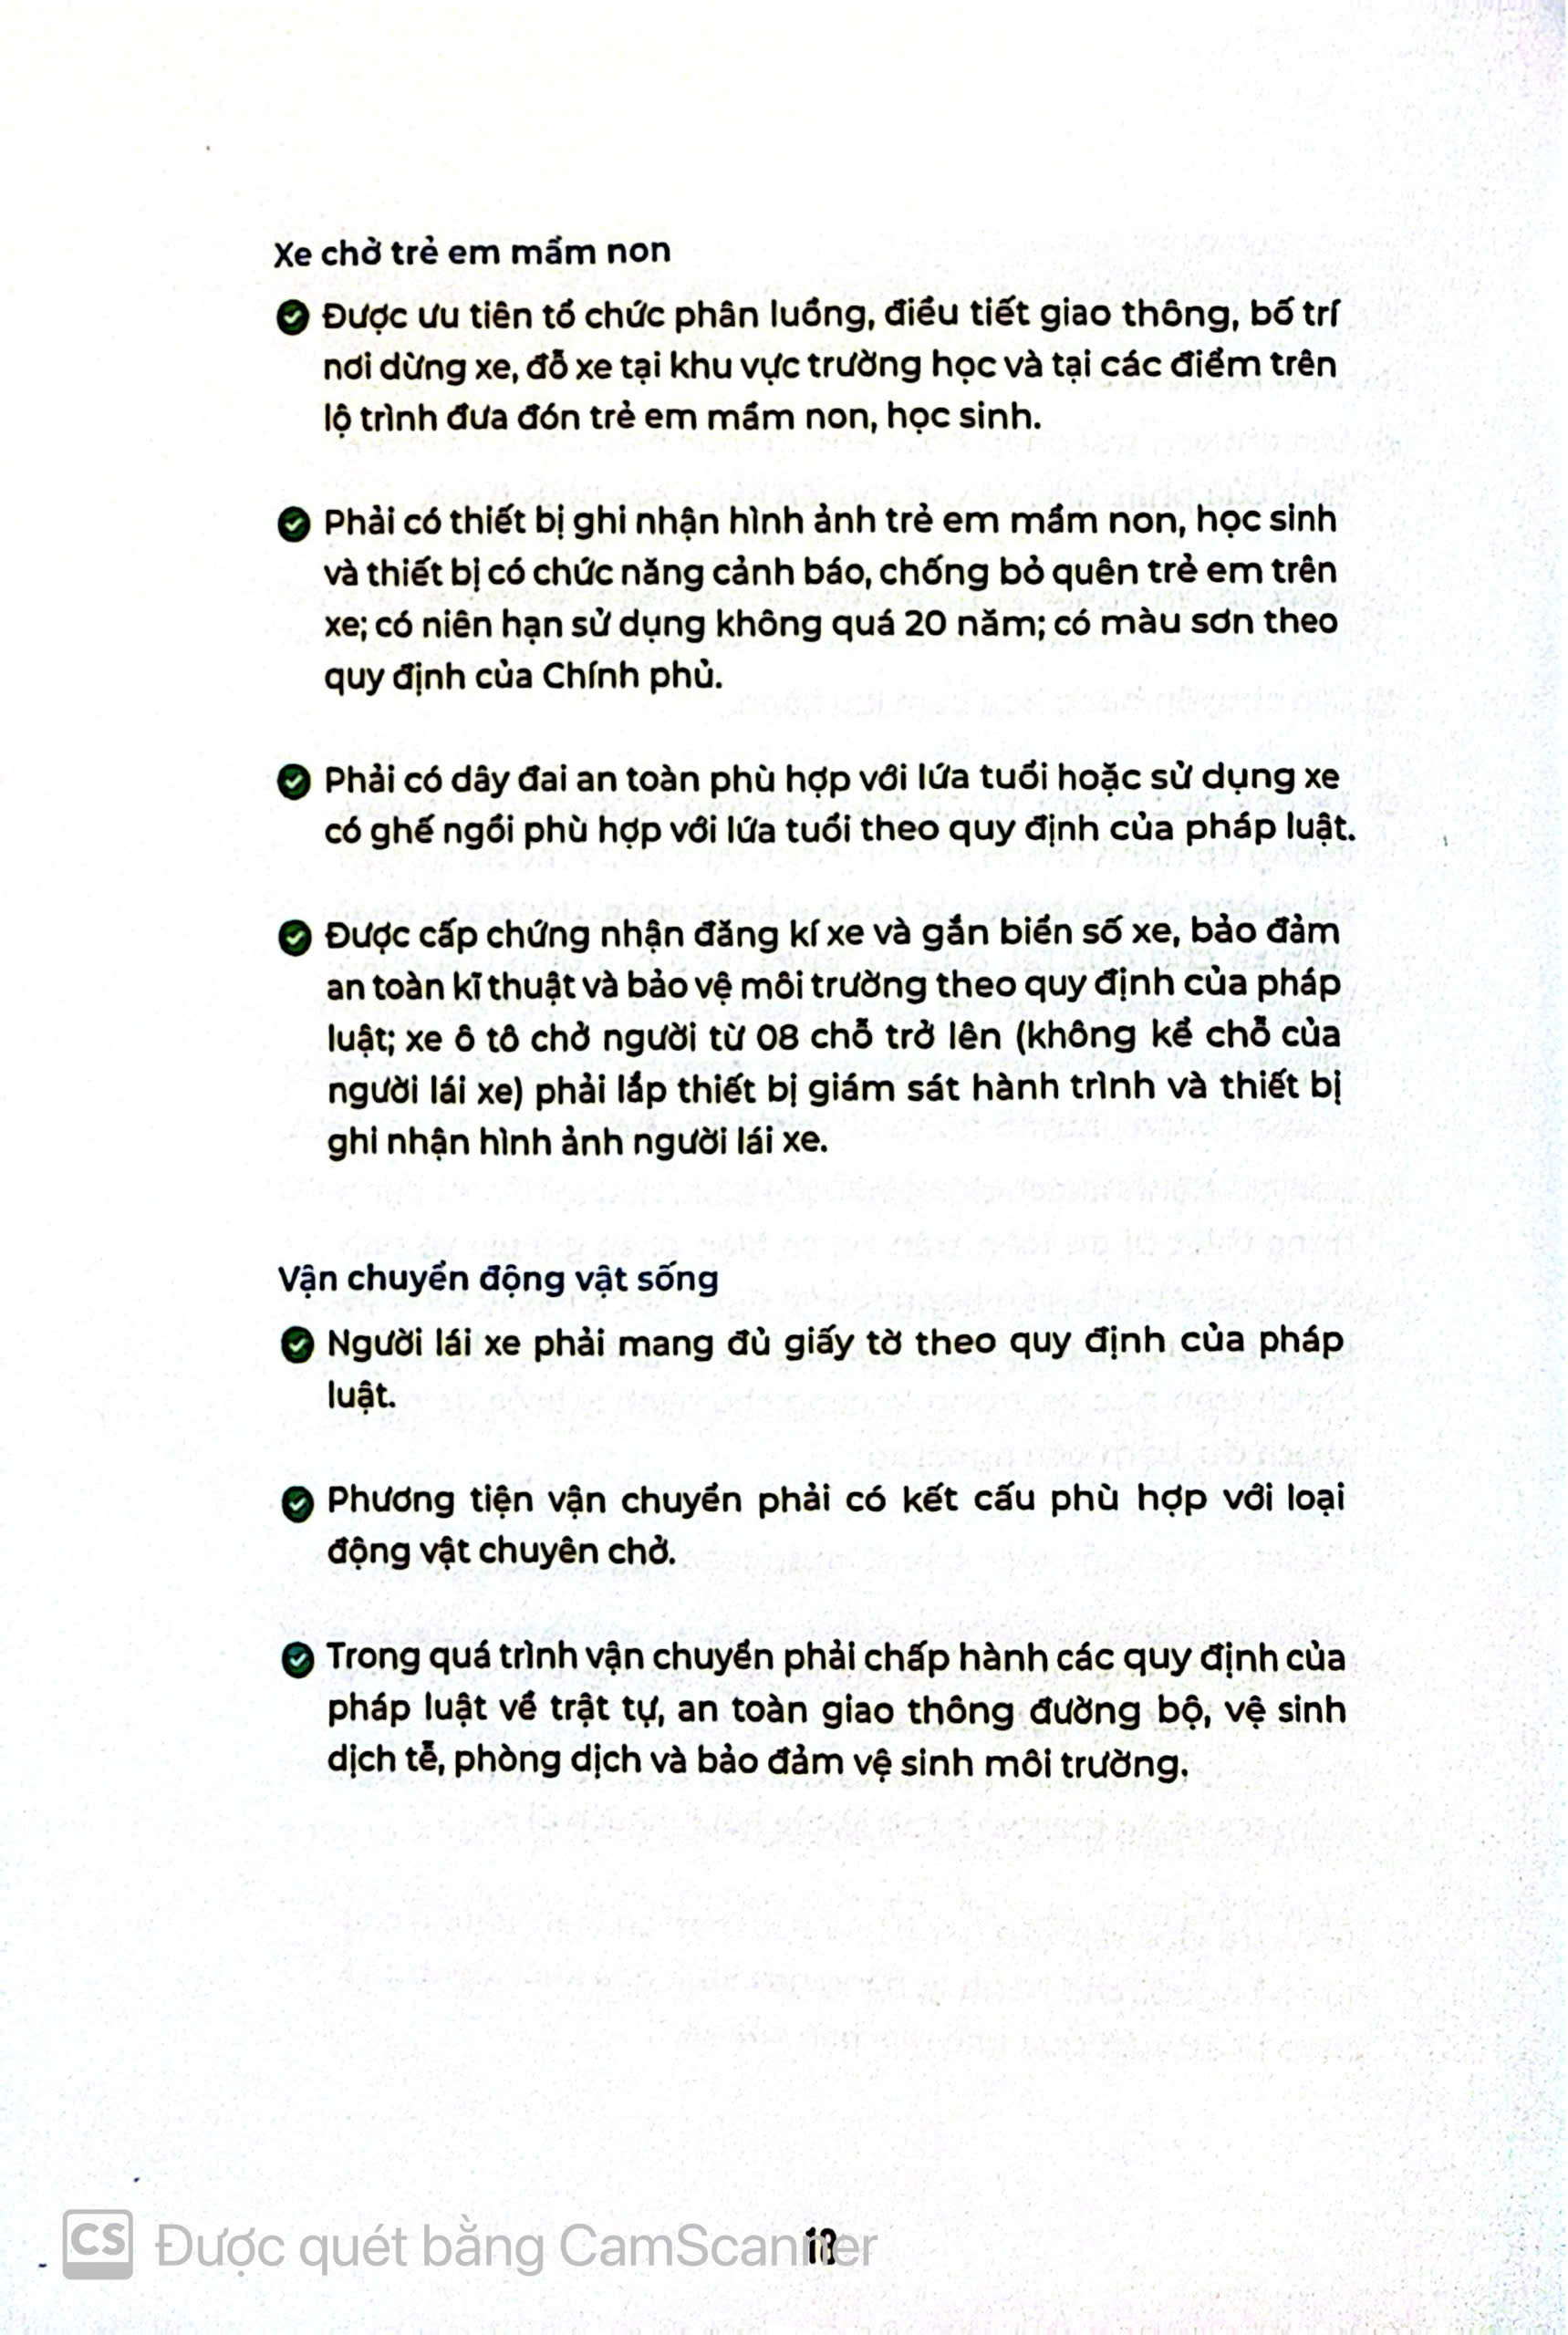 Xe chở trẻ em mầm non
Được ưu tiên tổ chức phân luồng, điều tiết giao thông, bố trí
nơi dừng xe, đỗ xe tại khu vực trường học và tại các điểm trên
lộ trình đưa đón trẻ em mầm non, học sinh.
Phải có thiết bị ghi nhận hình ảnh trẻ em mầm non, học sinh
và thiết bị có chức năng cảnh báo, chống bỏ quên trẻ em trên
xe; có niên hạn sử dụng không quá 20 năm; có màu sơn theo
quy định của Chính phủ.
Phải có dây đai an toàn phù hợp với lứa tuổi hoặc sử dụng xe
có ghế ngồi phù hợp với lứa tuổi theo quy định của pháp luật.
Được cấp chứng nhận đăng kí xe và gắn biển số xe, bảo đảm
an toàn kĩ thuật và bảo vệ môi trường theo quy định của pháp
luật; xe ô tô chở người từ 08 chỗ trở lên (không kể chỗ của
người lái xe) phải lắp thiết bị giám sát hành trình và thiết bị
ghi nhận hình ảnh người lái xe.
Vận chuyển động vật sống
Người lái xe phải mang đủ giấy tờ theo quy định của pháp
luật.
Phương tiện vận chuyển phải có kết cấu phù hợp với loại
động vật chuyên chở.
Trong quá trình vận chuyển phải chấp hành các quy định của
pháp luật về trật tự, an toàn giao thông đường bộ, vệ sinh
dịch tễ, phòng dịch và bảo đảm vệ sinh môi trường.
CS Được quét bằng CamScanner